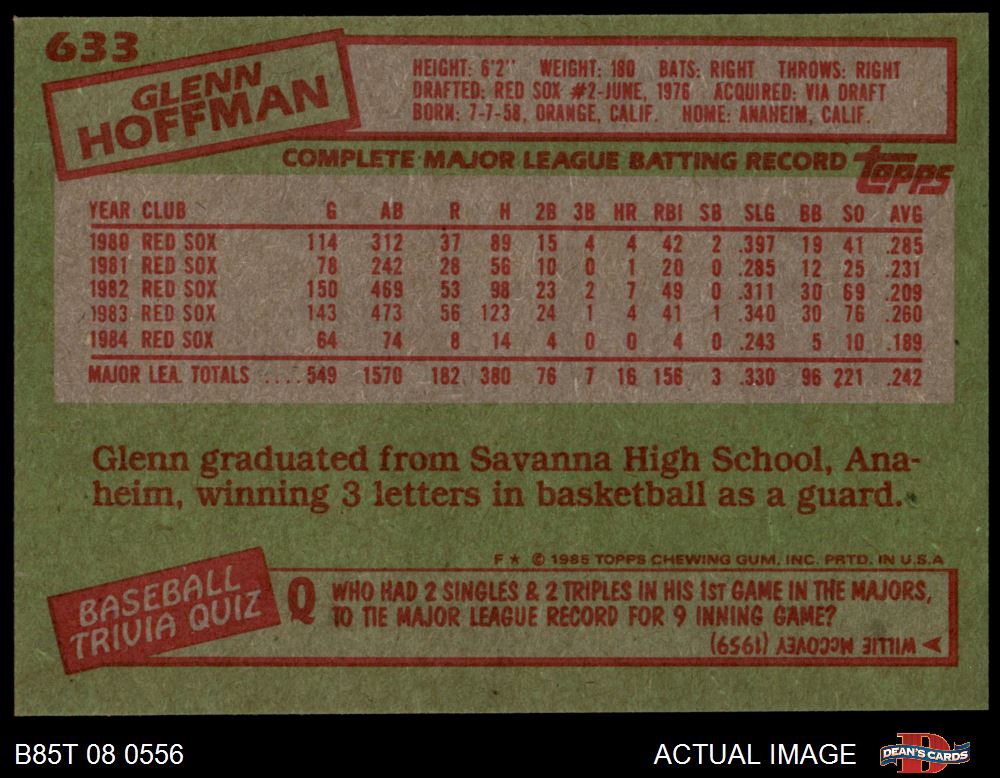 633
GLENN
HOFFMAN
HEIGHT: 6'2" WEIGHT: 180 BATS: RIGHT THROWS: RIGHT
DRAFTED: RED SOX #2-JUNE, 1976 ACQUIRED: VIA DRAFT
BORN: 7-7-58, ORANGE, CALIF. HOME: ANAHEIM, CALIF.
COMPLETE MAJOR LEAGUE BATTING RECORD topps
YEAR CLUB G AB R H 2B 3B HR RBI SB SLG BB SO AVG
1980 RED SOX 114 312 37 89 15 4 4 42 2 .397 19 41 .285
1981 RED SOX 78 242 28 56 10 0 1 20 0 .285 12 25 .231
1982 RED SOX 150 469 53 98 23 2 7 49 0 .311 30 69 .209
1983 RED SOX 143 473 56 123 24 1 4 41 1 .340 30 76 .260
1984 RED SOX 64 74 8 14 4 0 0 4 0 .243 5 10 .189
MAJOR LEA. TOTALS ....549 1570 182 380 76 7 16 156 3 .330 96 221 .242
Glenn graduated from Savanna High School, Ana-
heim, winning 3 letters in basketball as a guard.
F ★ © 1985 TOPPS CHEWING GUM, INC. PRTD. IN U.S.A
BASEBALL
TRIVIA QUIZ
Q WHO HAD 2 SINGLES & 2 TRIPLES IN HIS 1ST GAME IN THE MAJORS,
TO TIE MAJOR LEAGUE RECORD FOR 9 INNING GAME?
WILLIE McCOVEY (1959)
B85T 08 0556
ACTUAL IMAGE
DEAN'S CARDS